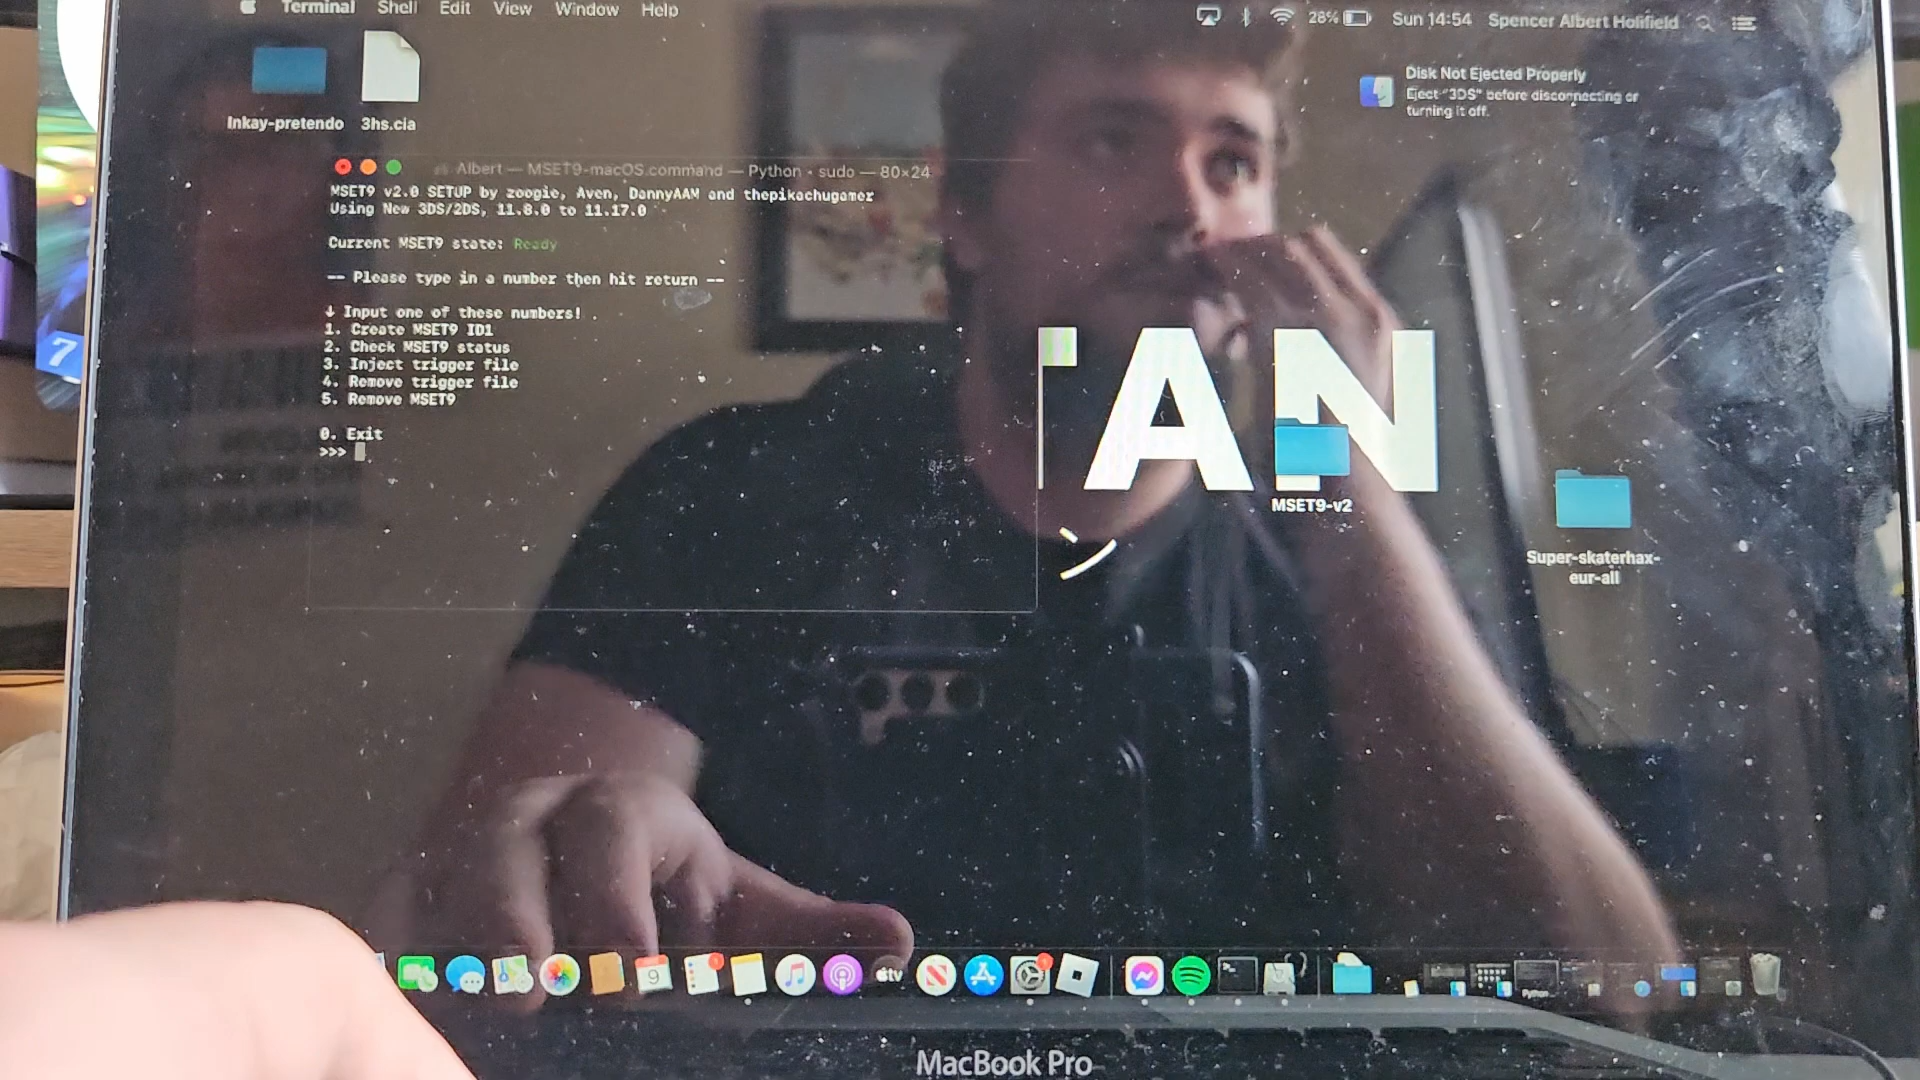 Terminal Shell Edit View Window Help
28% Sun 14:54 Spencer Albert Holifield
Inkay-pretendo 3hs.cia
Disk Not Ejected Properly
Eject "3DS" before disconnecting or
turning it off.
Albert — MSET9-macOS.command — Python • sudo — 80×24
MSET9 v2.0 SETUP by zoogie, Aven, DannyAAM and thepikachugamer
Using New 3DS/2DS, 11.8.0 to 11.17.0
Current MSET9 state: Ready
-- Please type in a number then hit return --
↓ Input one of these numbers!
1. Create MSET9 ID1
2. Check MSET9 status
3. Inject trigger file
4. Remove trigger file
5. Remove MSET9
0. Exit
>>>
AN
MSET9-v2
Super-skaterhax-
eur-all
7
9
tv
MacBook Pro